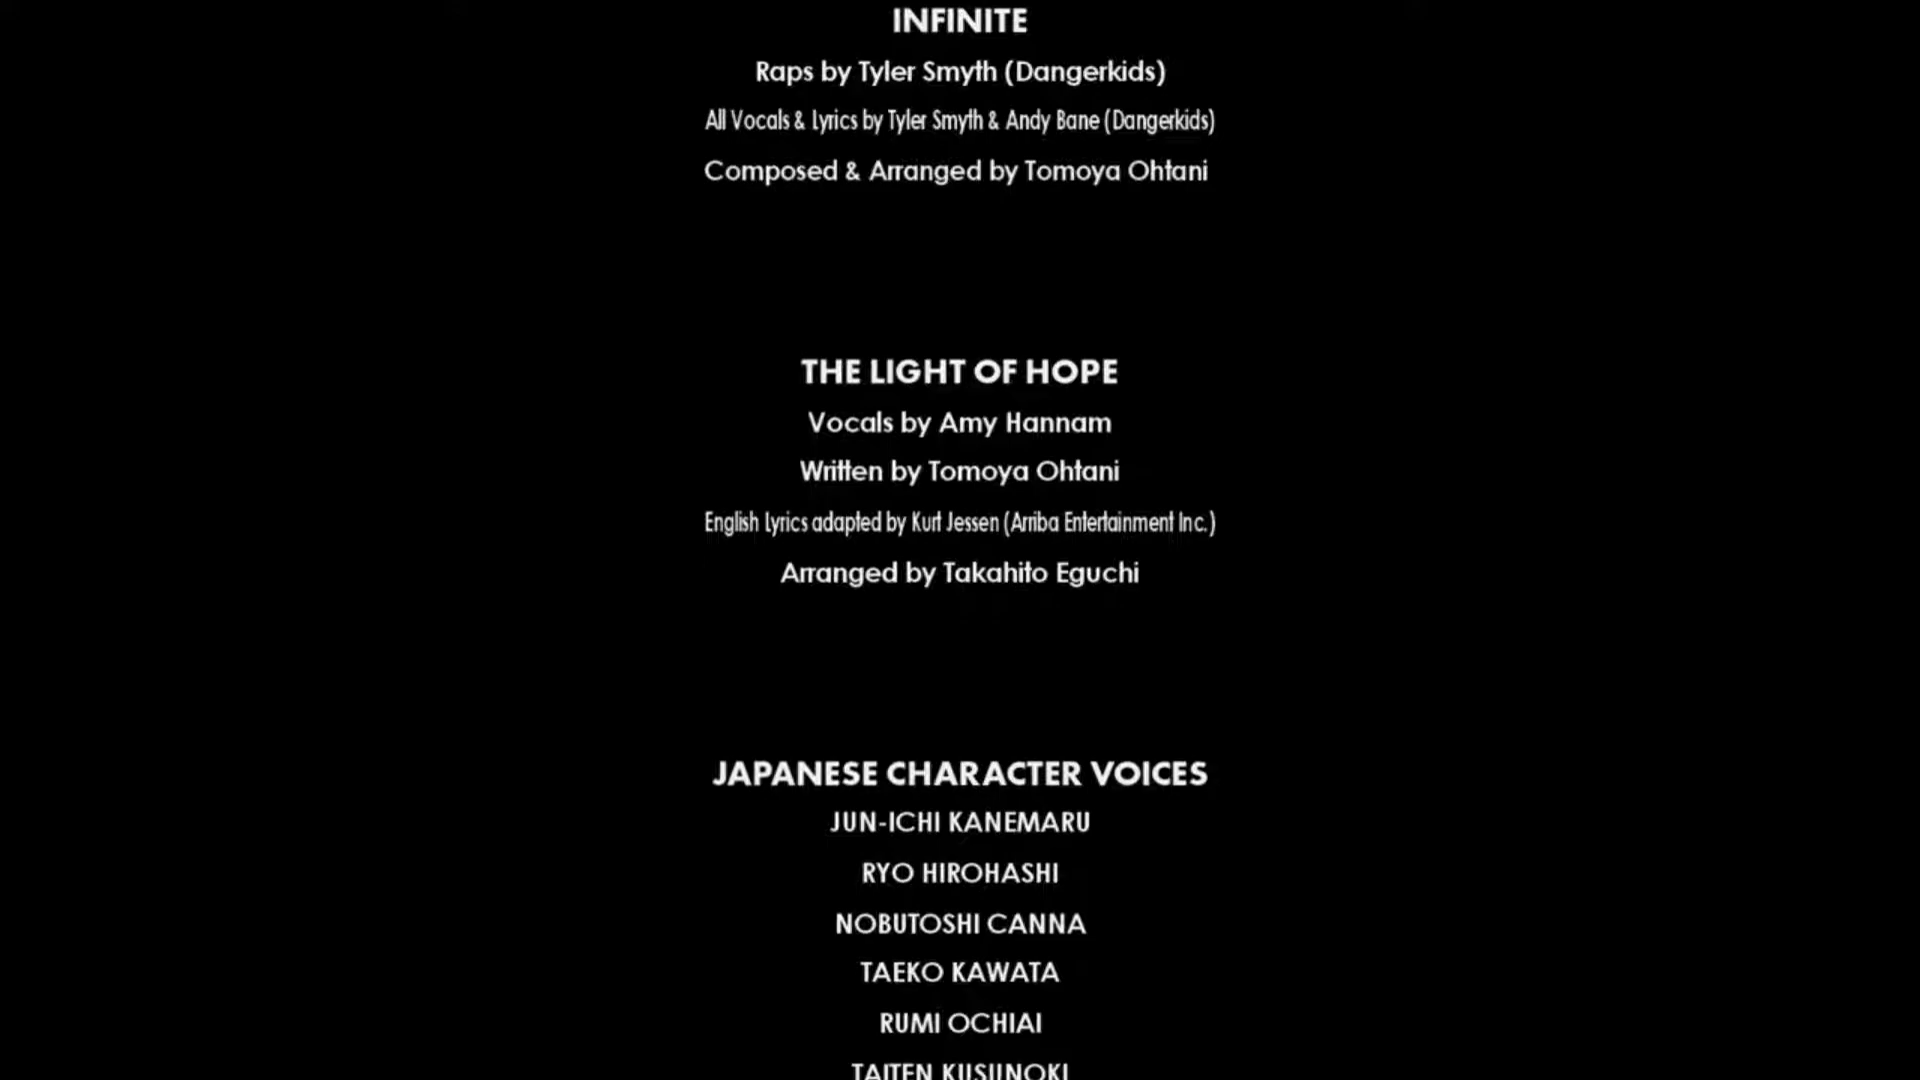 INFINITE
Raps by Tyler Smyth (Dangerkids)
All Vocals & Lyrics by Tyler Smyth & Andy Bane (Dangerkids)
Composed & Arranged by Tomoya Ohtani
THE LIGHT OF HOPE
Vocals by Amy Hannam
Written by Tomoya Ohtani
English Lyrics adapted by Kurt Jessen (Arriba Entertainment Inc.)
Arranged by Takahito Eguchi
JAPANESE CHARACTER VOICES
JUN-ICHI KANEMARU
RYO HIROHASHI
NOBUTOSHI CANNA
TAEKO KAWATA
RUMI OCHIAI
TAITEN KUSUNOKI